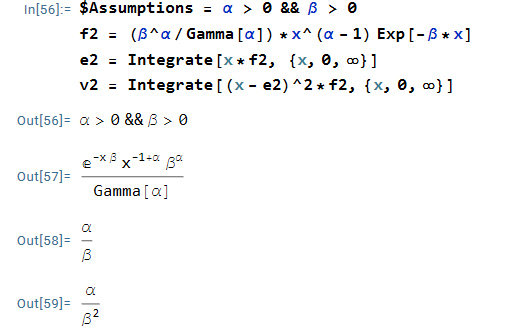 In[56]:= $Assumptions = α > 0 && β > 0
f2 = (β^α / Gamma[α]) * x^ (α - 1) Exp[-β * x]
e2 = Integrate[x * f2, {x, 0, ∞}]
v2 = Integrate[(x - e2)^2 * f2, {x, 0, ∞}]
Out[56]= α > 0 && β > 0
Out[57]= e^(-x β) x^(-1+α) β^α
Gamma[α]
Out[58]= α
β
Out[59]= α
β²